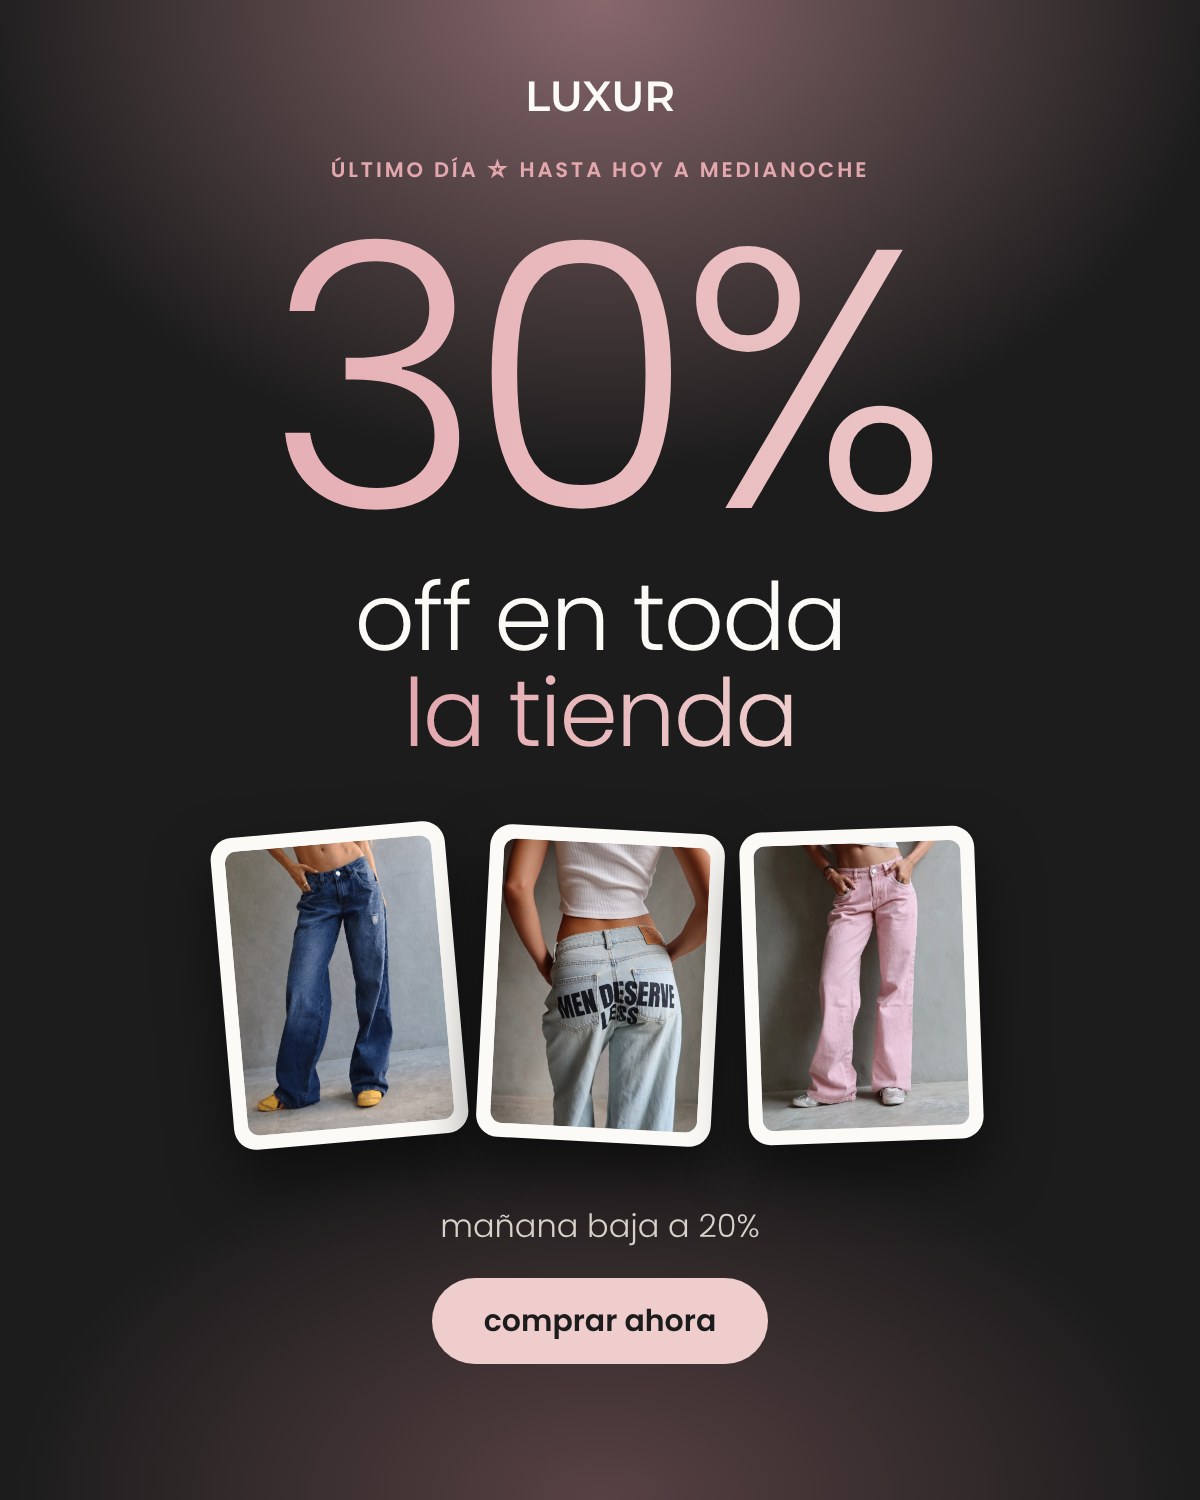 LUXUR
ÚLTIMO DÍA ☆ HASTA HOY A MEDIANOCHE
30%
off en toda
la tienda
MEN DESERVE
LESS
mañana baja a 20%
comprar ahora